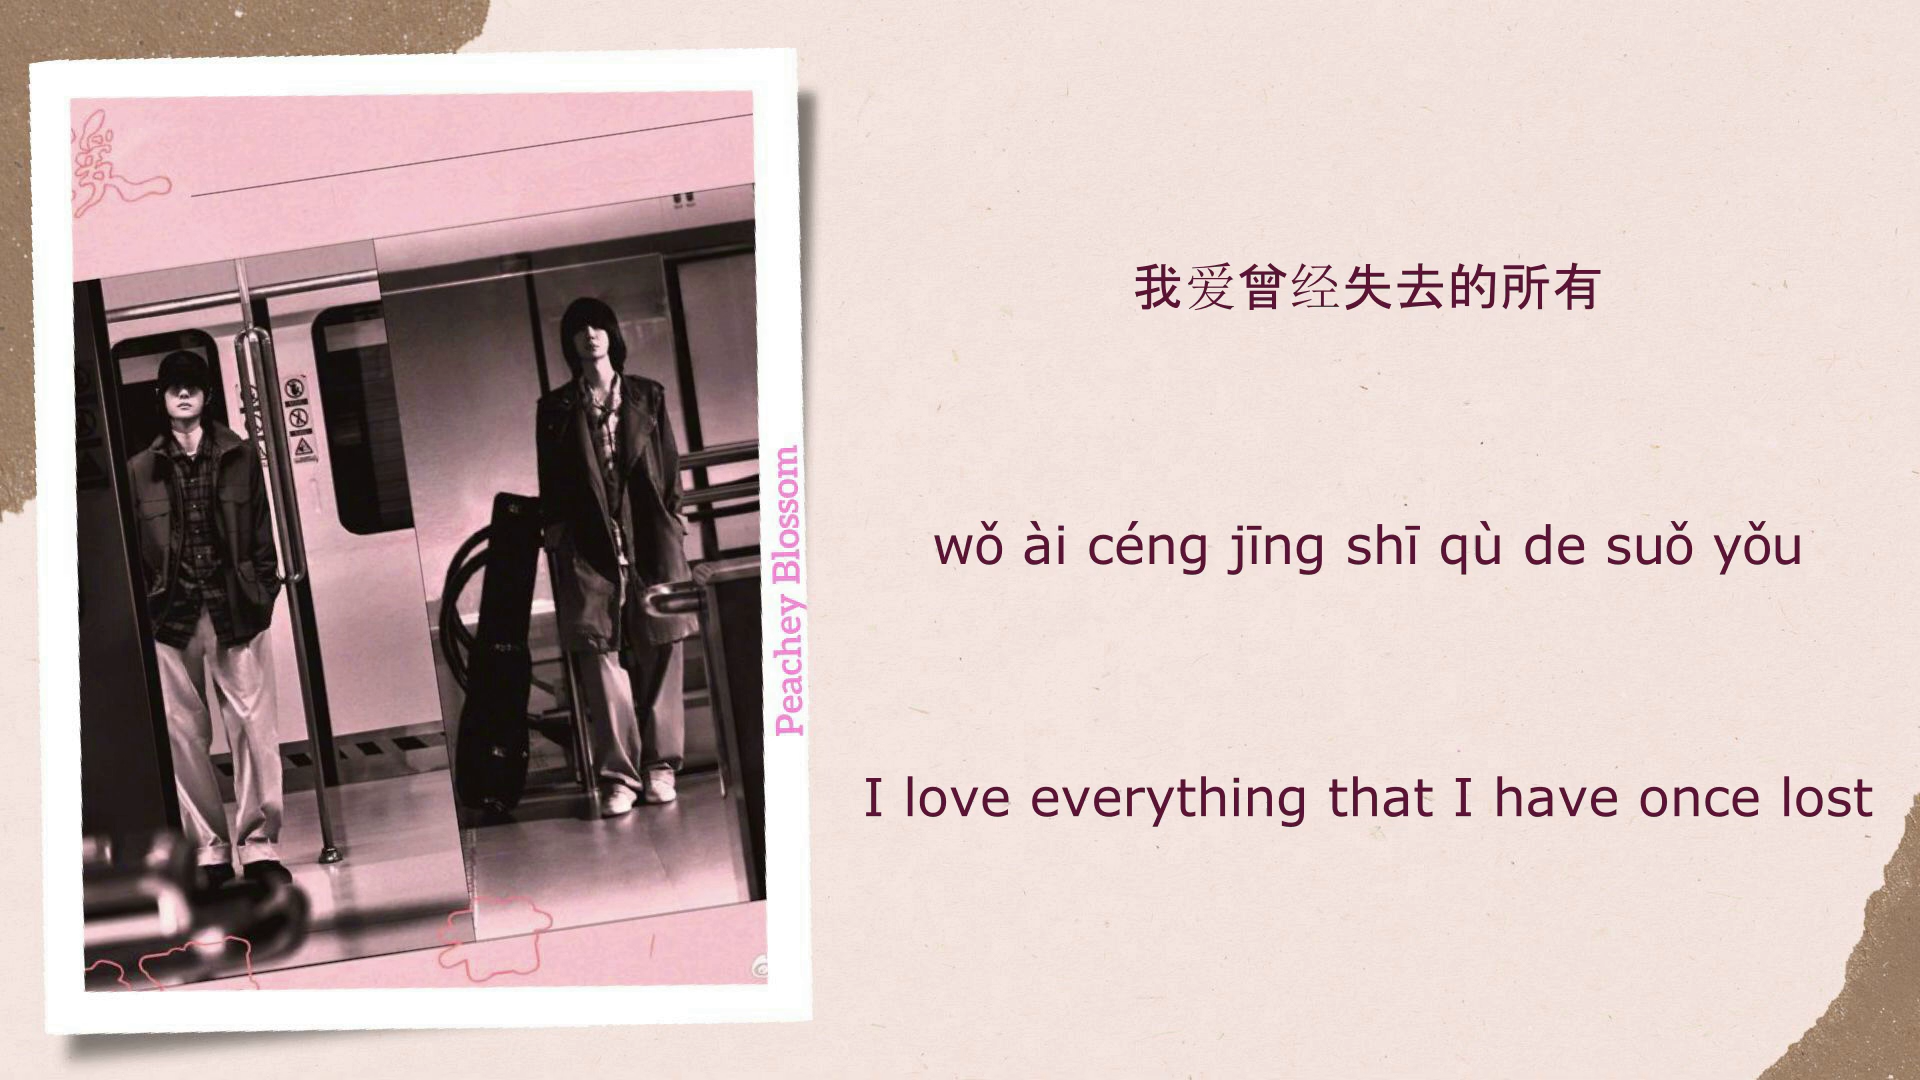 我爱曾经失去的所有
wǒ ài céng jīng shī qù de suǒ yǒu
I love everything that I have once lost
Peachey Blossom